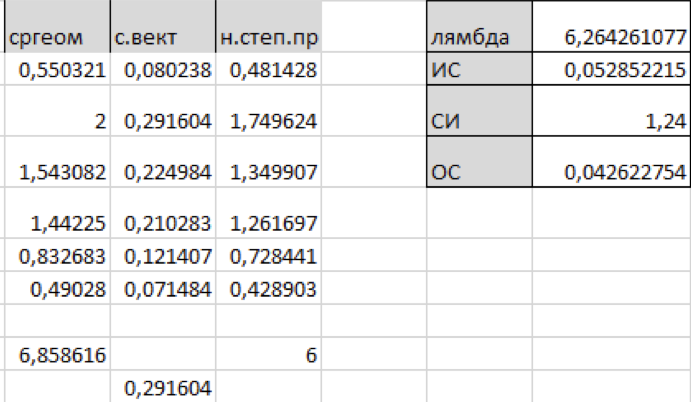 сргеом с.вект н.степ.пр лямбда 6,264261077
0,550321 0,080238 0,481428 ИС 0,052852215
2 0,291604 1,749624 СИ 1,24
1,543082 0,224984 1,349907 ОС 0,042622754
1,44225 0,210283 1,261697
0,832683 0,121407 0,728441
0,49028 0,071484 0,428903
6,858616 6
0,291604